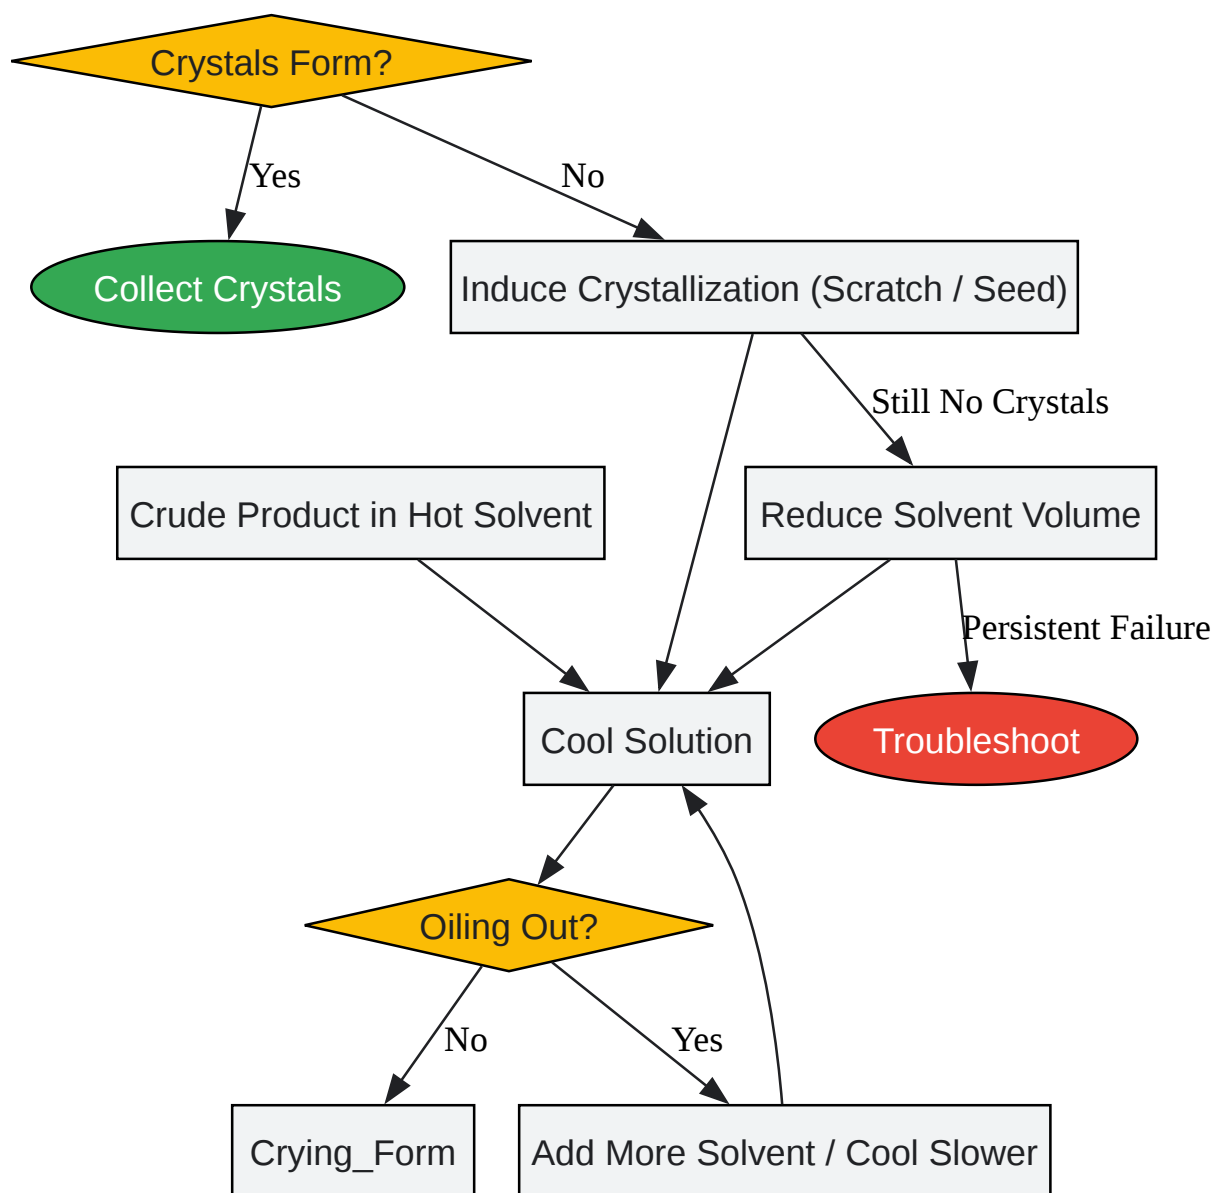 Crystals Form?
Yes
No
Collect Crystals
Induce Crystallization (Scratch / Seed)
Still No Crystals
Crude Product in Hot Solvent
Reduce Solvent Volume
Persistent Failure
Cool Solution
Troubleshoot
Oiling Out?
No
Yes
Crying_Form
Add More Solvent / Cool Slower